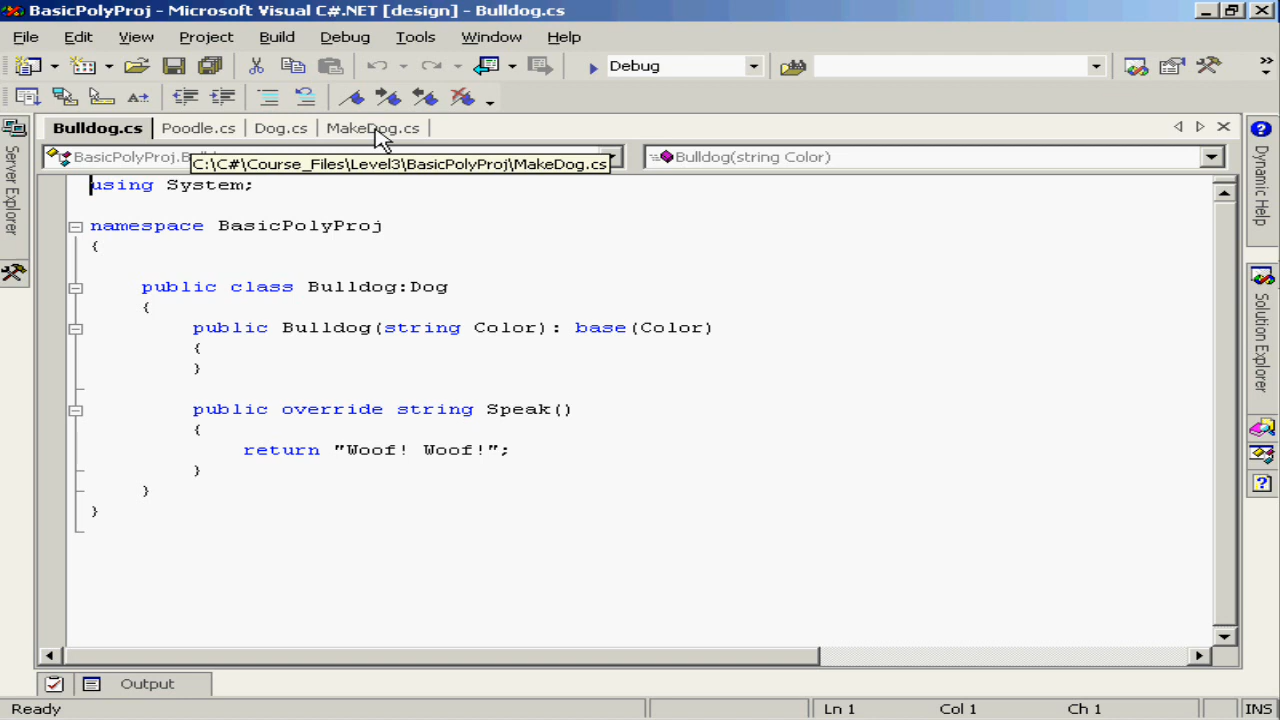 BasicPolyProj - Microsoft Visual C#.NET [design] - Bulldog.cs
File Edit View Project Build Debug Tools Window Help
Debug
Bulldog.cs Poodle.cs Dog.cs MakeDog.cs
BasicPolyProj. Bulldog(string Color)
C:\C#\Course_Files\Level3\BasicPolyProj\MakeDog.cs
using System;
namespace BasicPolyProj
{
public class Bulldog:Dog
{
public Bulldog(string Color): base(Color)
{
}
public override string Speak()
{
return "Woof! Woof!";
}
}
}
Server Explorer
Dynamic Help
Solution Explorer
Output
Ready Ln 1 Col 1 Ch 1 INS